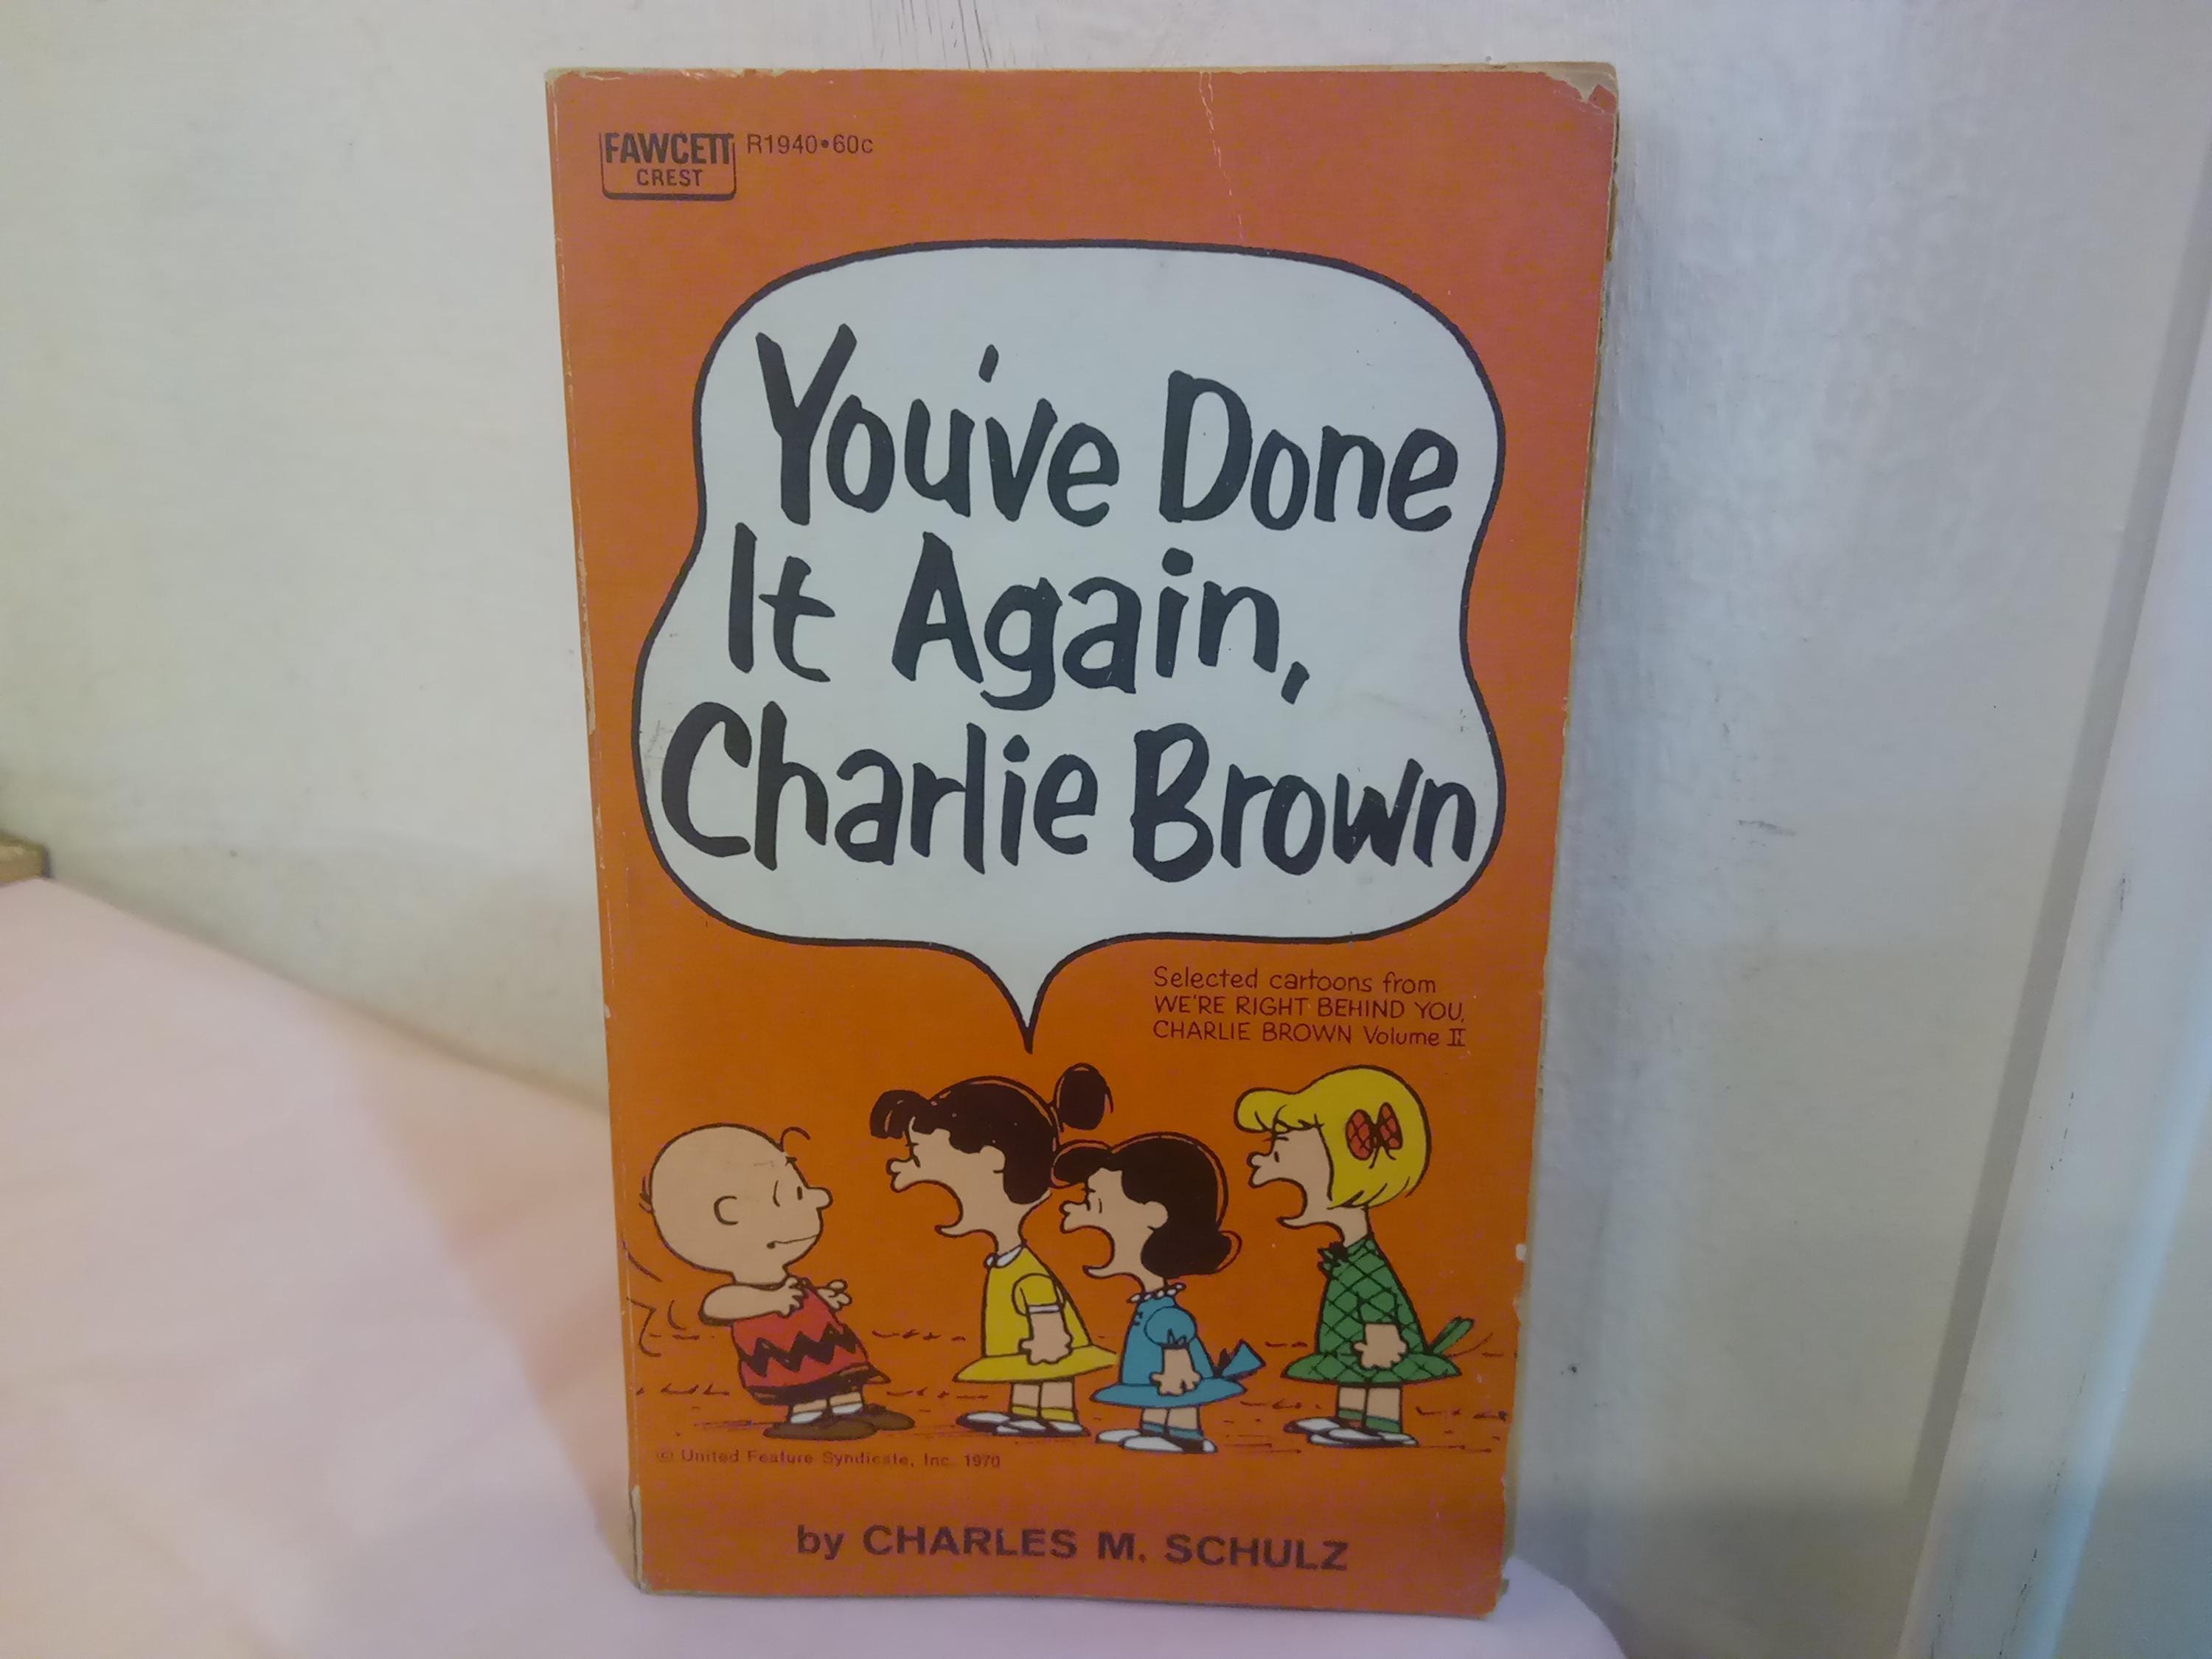 FAWCETT
CREST
R1940•60c
You've Done
It Again,
Charlie Brown
Selected cartoons from
WE'RE RIGHT BEHIND YOU,
CHARLIE BROWN Volume II
© United Feature Syndicate, Inc. 1970
by CHARLES M. SCHULZ